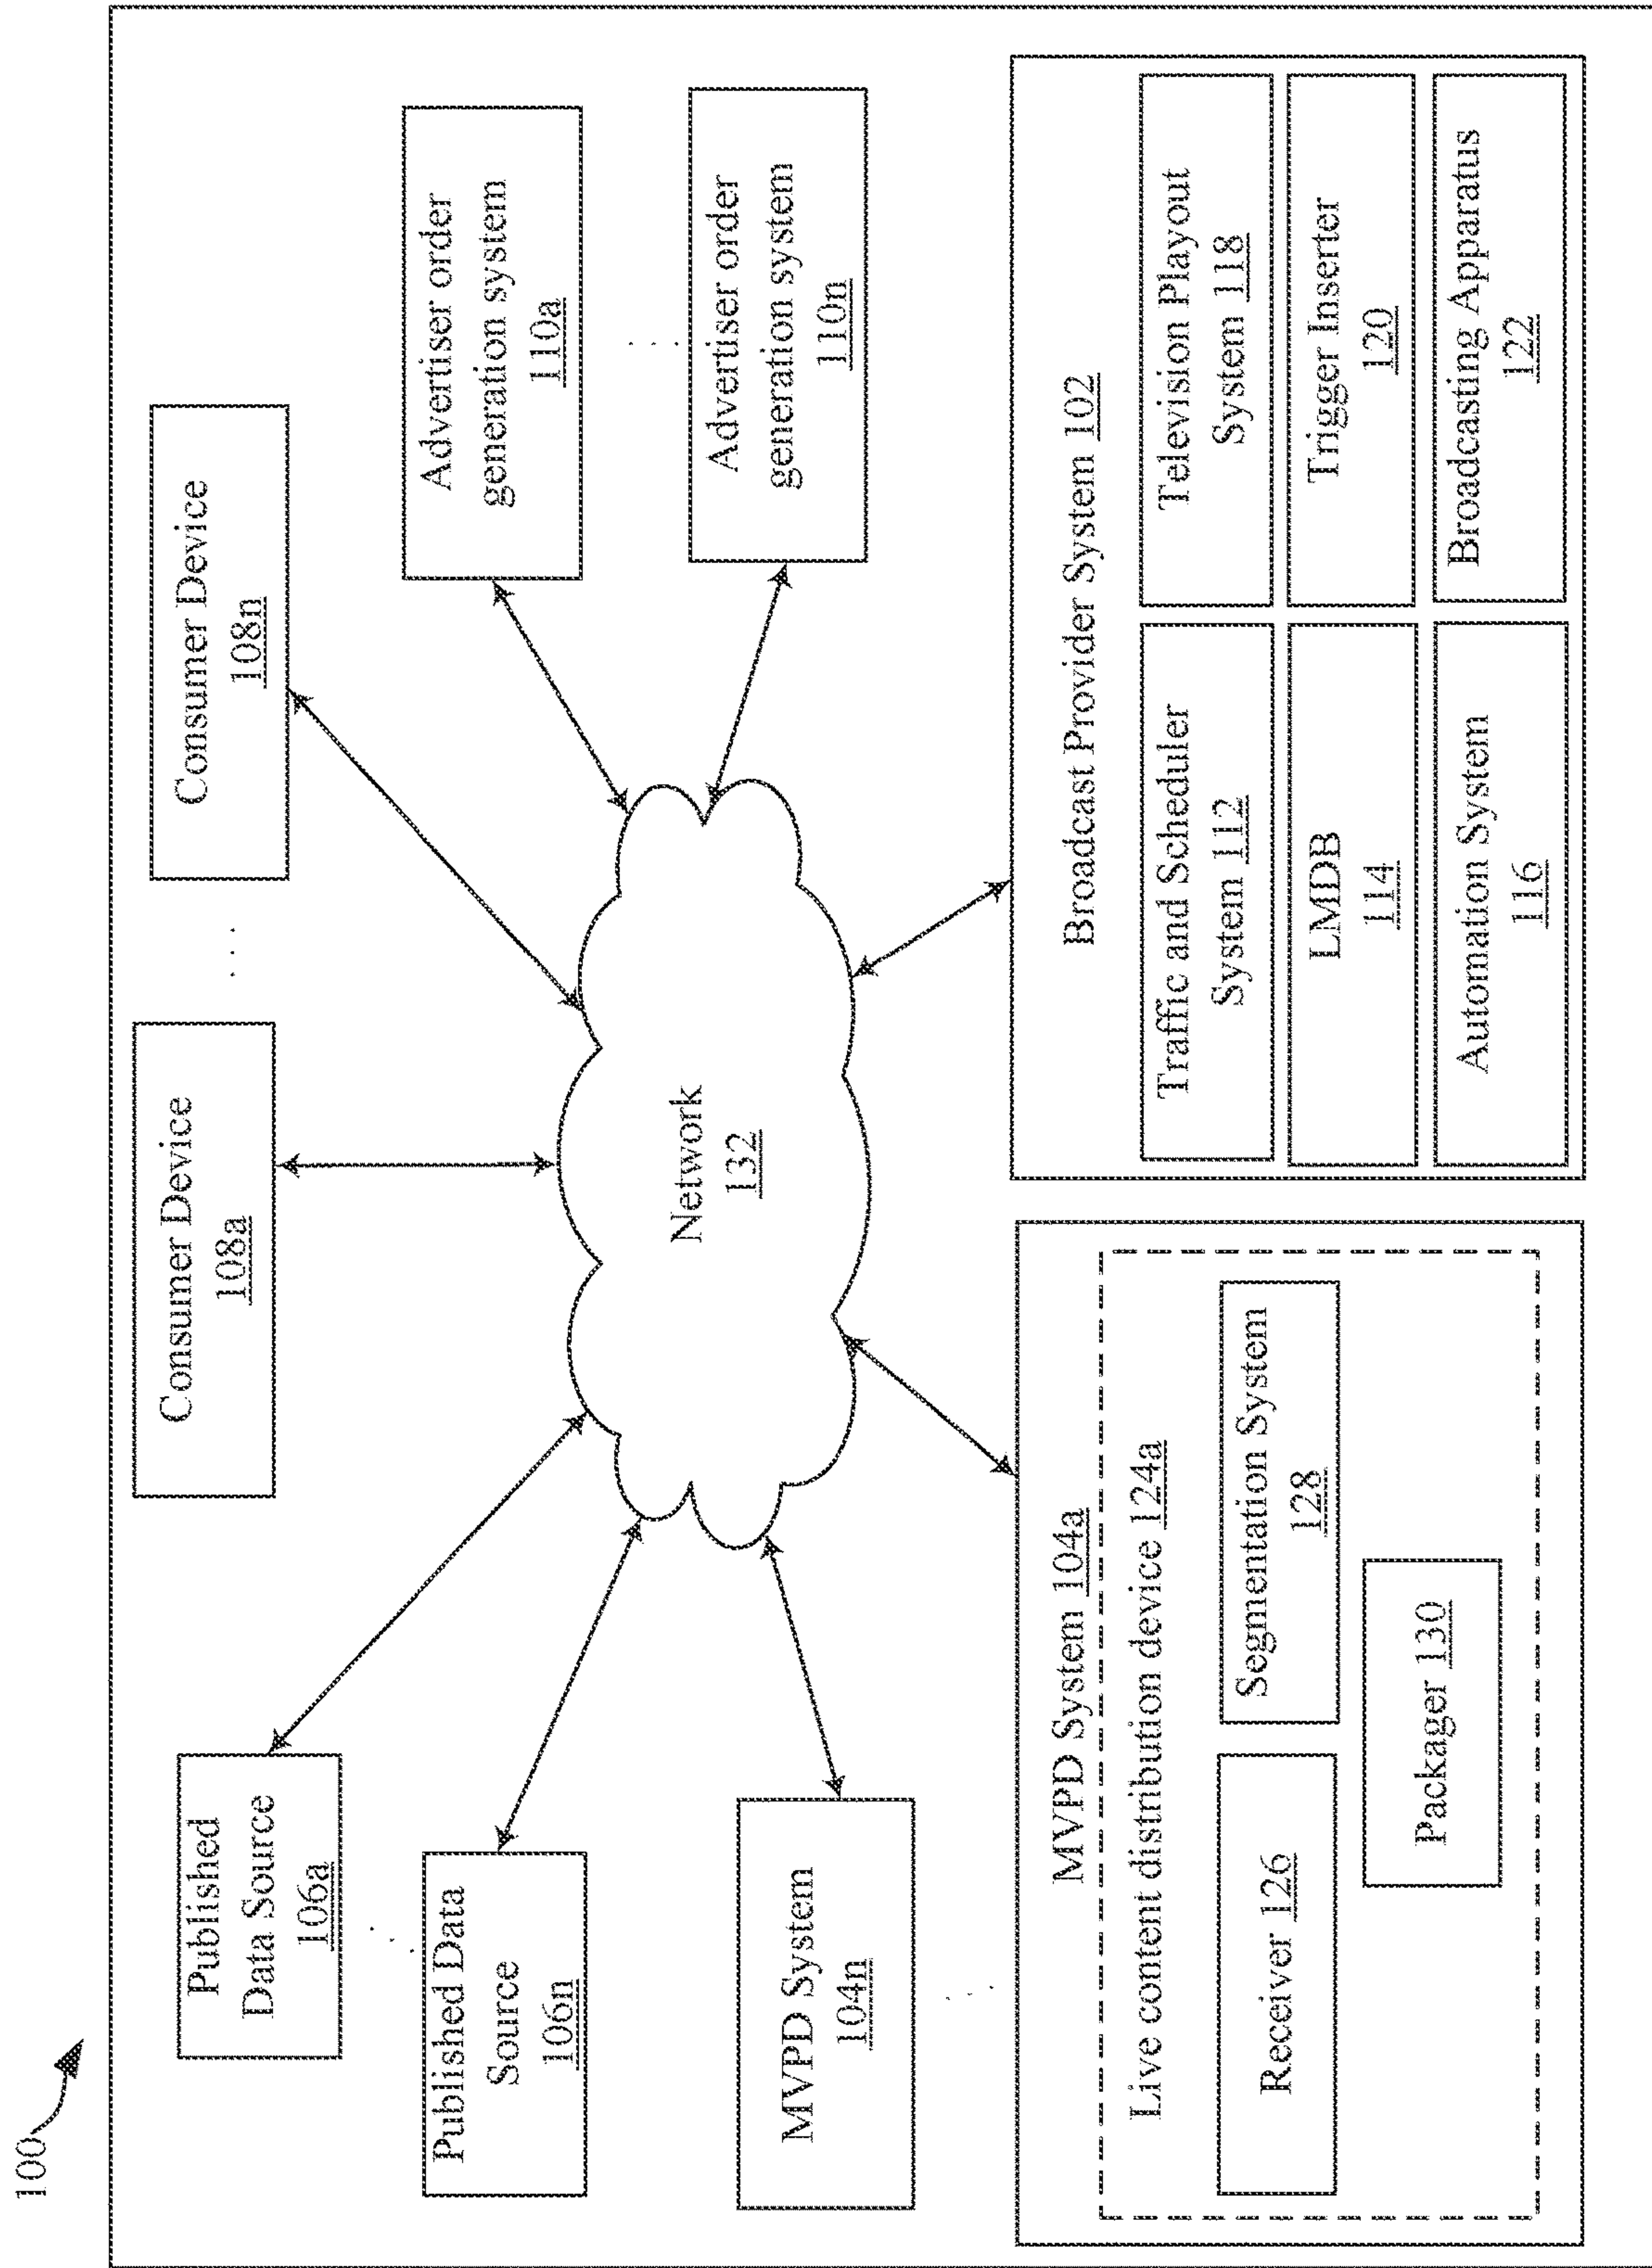 100
Published
Data Source
106a
Published Data
Source
106n
MVPD System
104n
Consumer Device
108a
. . .
Consumer Device
108n
Advertiser order
generation system
110a
Advertiser order
generation system
110n
Network
132
MVPD System 104a
Live content distribution device 124a
Receiver 126
Segmentation System
128
Packager 130
Broadcast Provider System 102
Traffic and Scheduler
System 112
Television Playout
System 118
LMDB
114
Trigger Inserter
120
Automation System
116
Broadcasting Apparatus
122